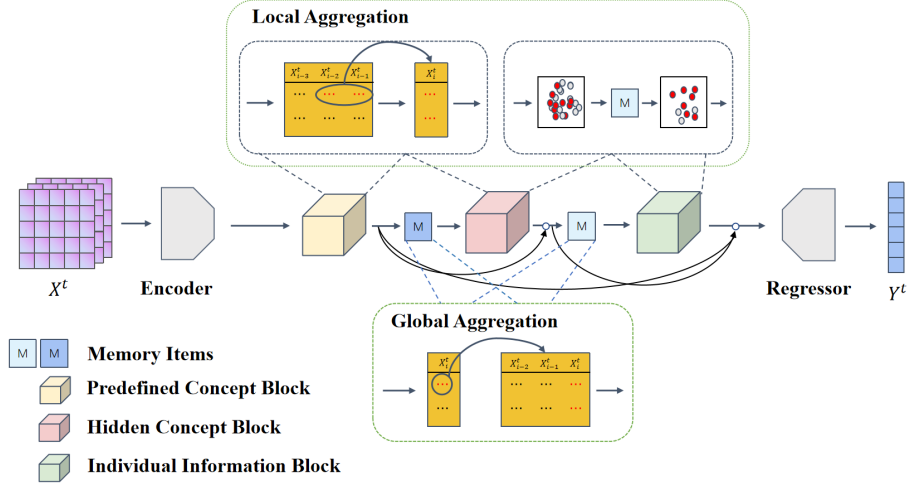 Local Aggregation
X^t_{i-3} X^t_{i-2} X^t_{i-1}
... ... ...
... ... ...
X^t_i
...
...
M
X^t
Encoder
M
M
Regressor
Y^t
Global Aggregation
X^t_i
...
...
X^t_{i-2} X^t_{i-1} X^t_i
... ... ...
... ... ...
M M Memory Items
Predefined Concept Block
Hidden Concept Block
Individual Information Block